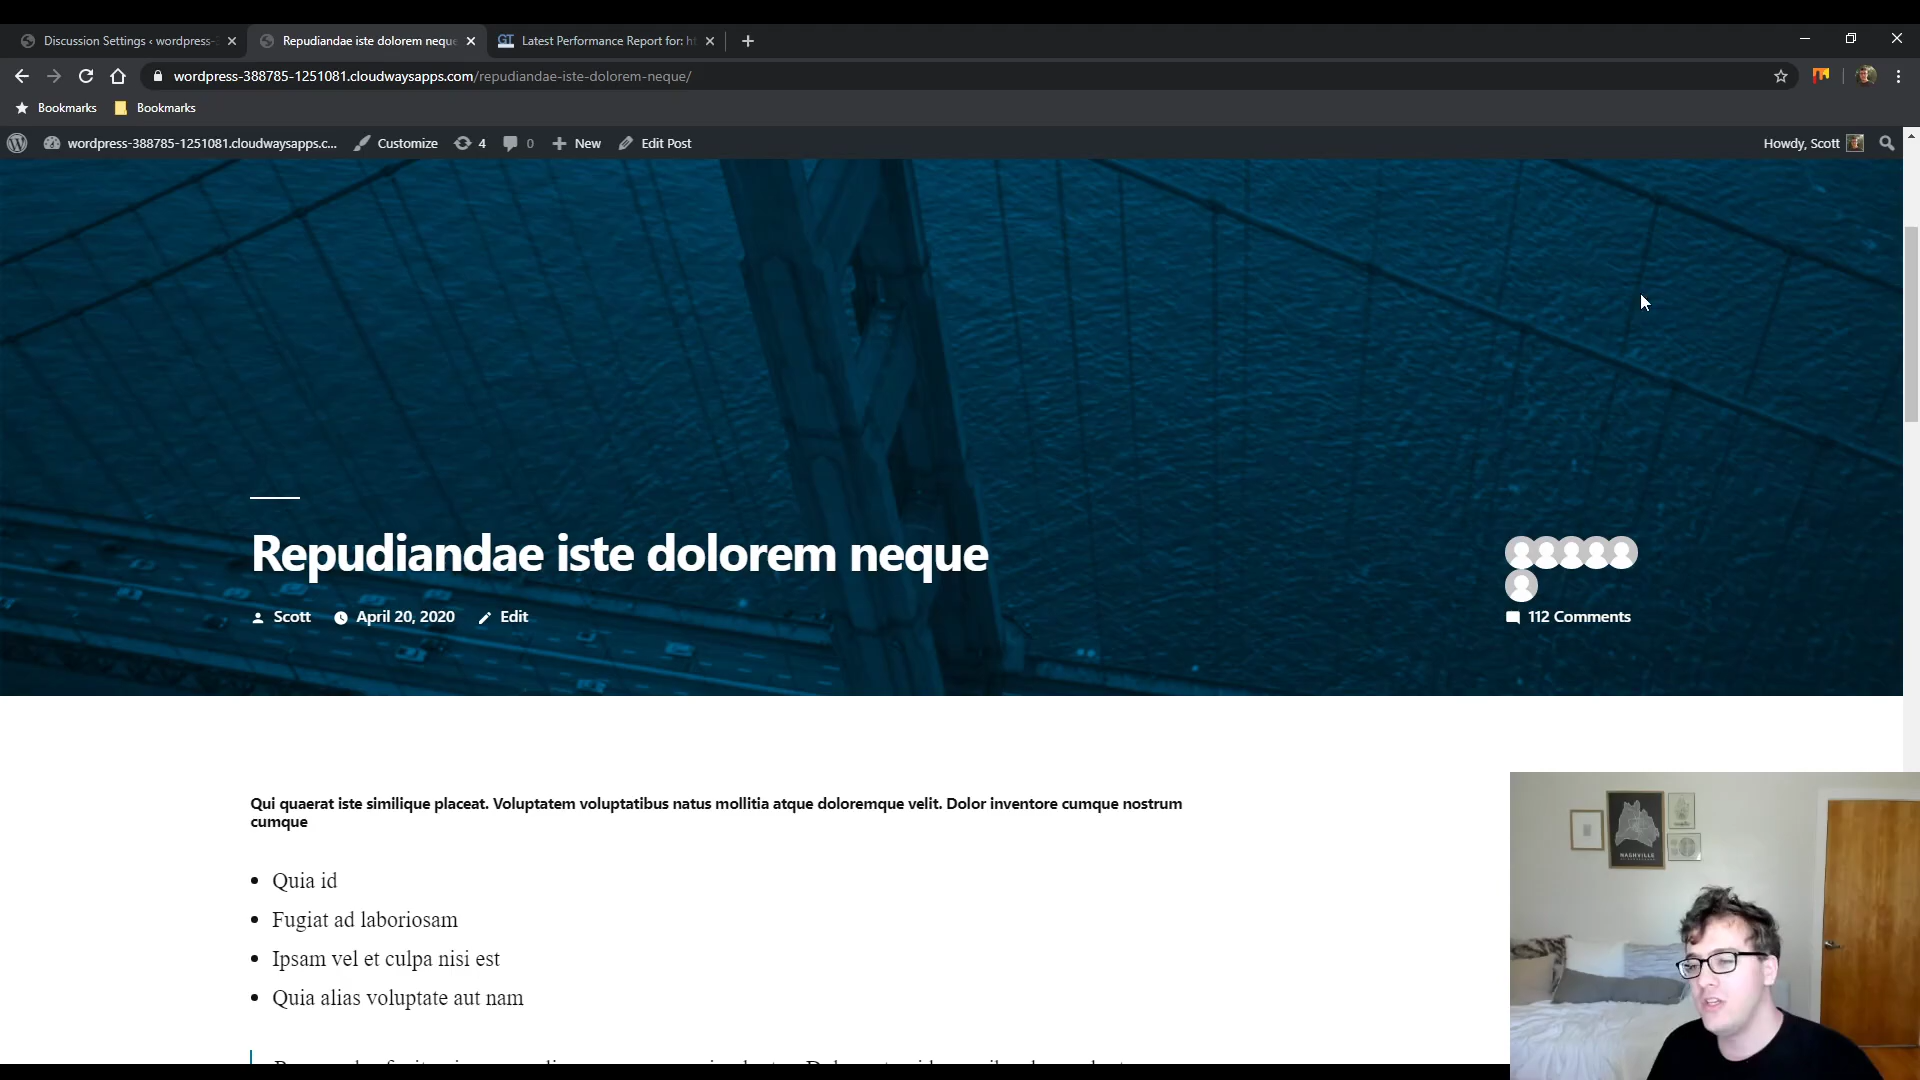 Discussion Settings ‹ wordpress-
Repudiandae iste dolorem neque
GT Latest Performance Report for: h
wordpress-388785-1251081.cloudwaysapps.com/repudiandae-iste-dolorem-neque/
Bookmarks Bookmarks
wordpress-388785-1251081.cloudwaysapps.c... Customize 4 0 New Edit Post Howdy, Scott
Repudiandae iste dolorem neque
Scott April 20, 2020 Edit
112 Comments
Qui quaerat iste similique placeat. Voluptatem voluptatibus natus mollitia atque doloremque velit. Dolor inventore cumque nostrum
cumque
Quia id
Fugiat ad laboriosam
Ipsam vel et culpa nisi est
Quia alias voluptate aut nam
NASHVILLE